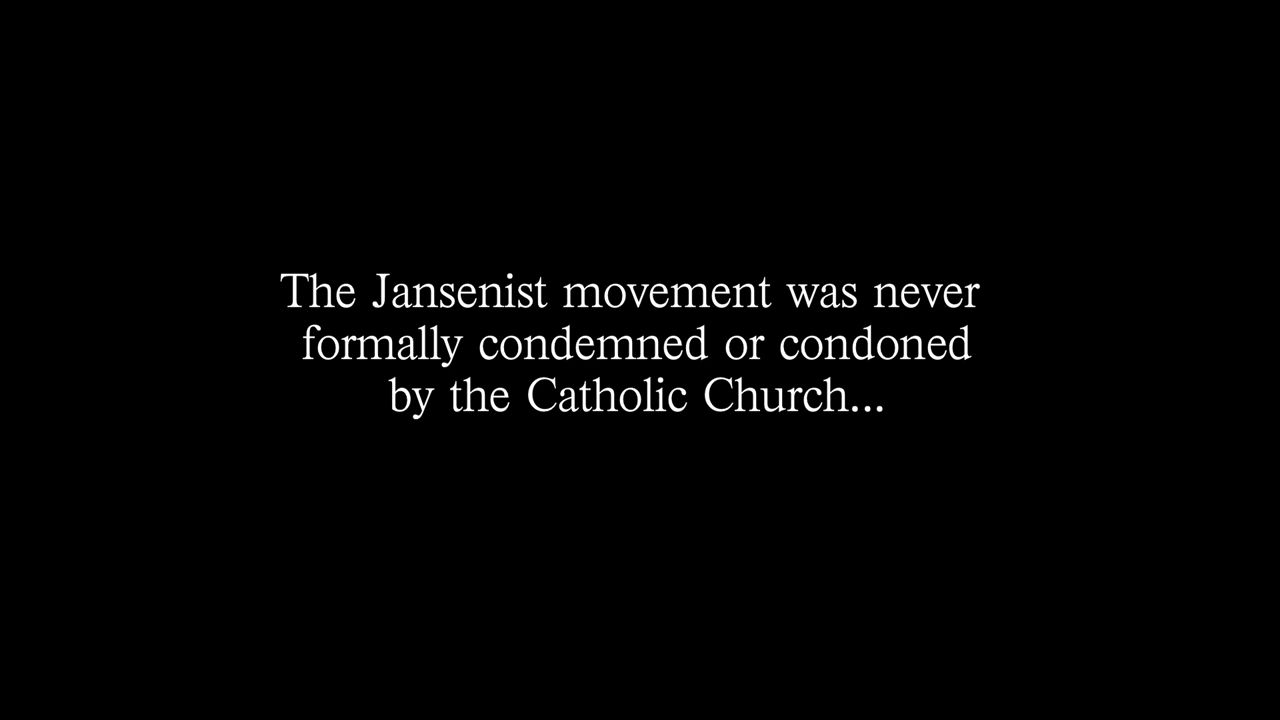 The Jansenist movement was never
formally condemned or condoned
by the Catholic Church...